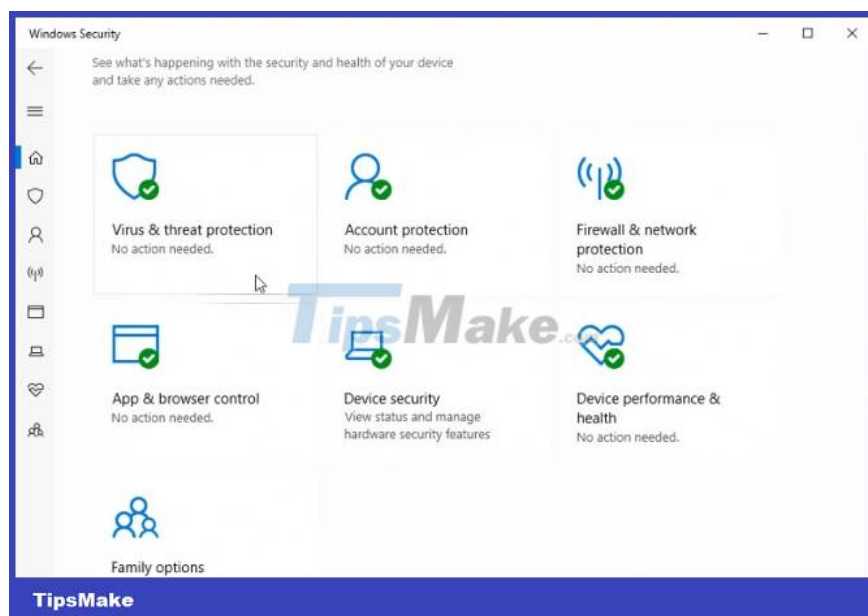 Windows Security
See what's happening with the security and health of your device
and take any actions needed.
Virus & threat protection
No action needed.
Account protection
No action needed.
Firewall & network
protection
No action needed.
TipsMake.com
App & browser control
No action needed.
Device security
View status and manage
hardware security features
Device performance &
health
No action needed.
Family options
TipsMake